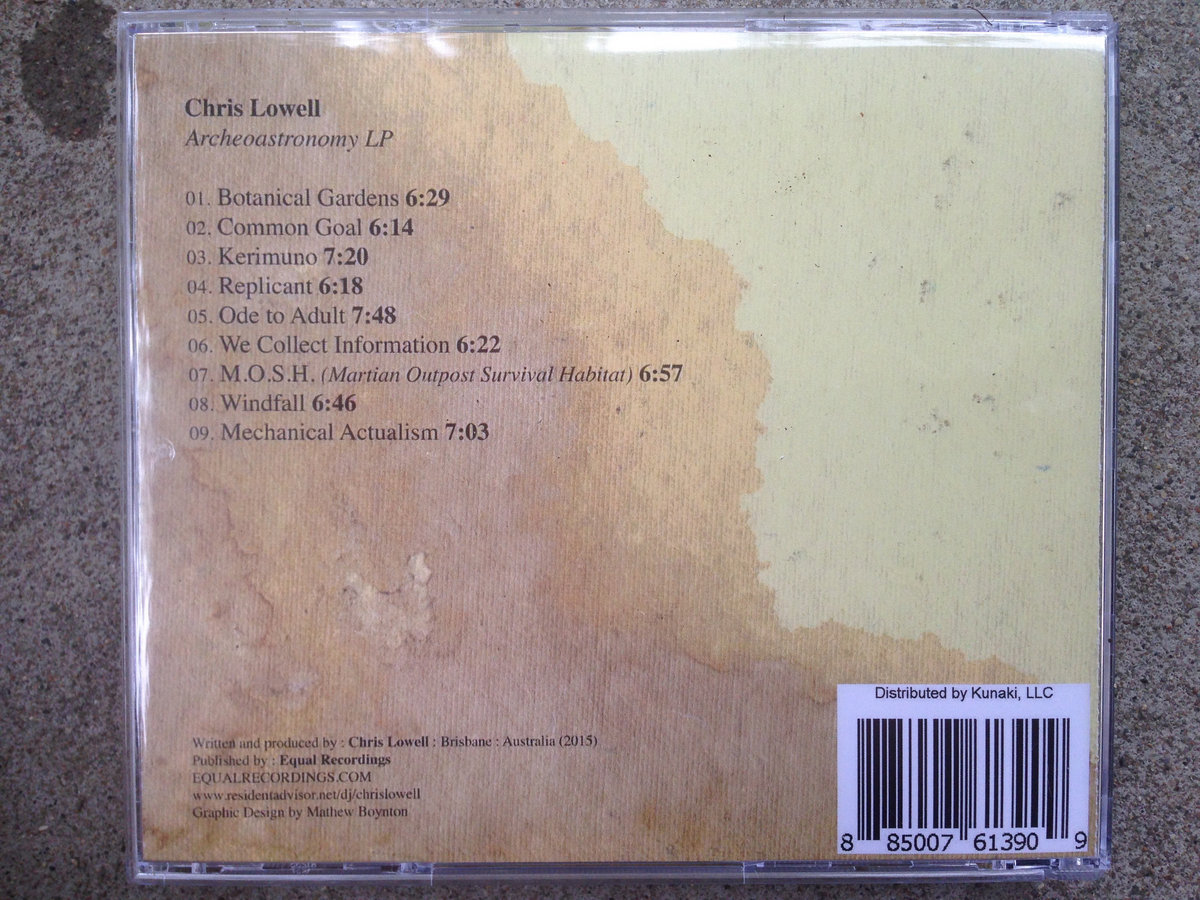 Chris Lowell
Archeoastronomy LP
01. Botanical Gardens 6:29
02. Common Goal 6:14
03. Kerimuno 7:20
04. Replicant 6:18
05. Ode to Adult 7:48
06. We Collect Information 6:22
07. M.O.S.H. (Martian Outpost Survival Habitat) 6:57
08. Windfall 6:46
09. Mechanical Actualism 7:03
Written and produced by : Chris Lowell : Brisbane : Australia (2015)
Published by : Equal Recordings
EQUALRECORDINGS.COM
www.residentadvisor.net/dj/chrislowell
Graphic Design by Mathew Boynton
Distributed by Kunaki, LLC
8 85007 61390 9